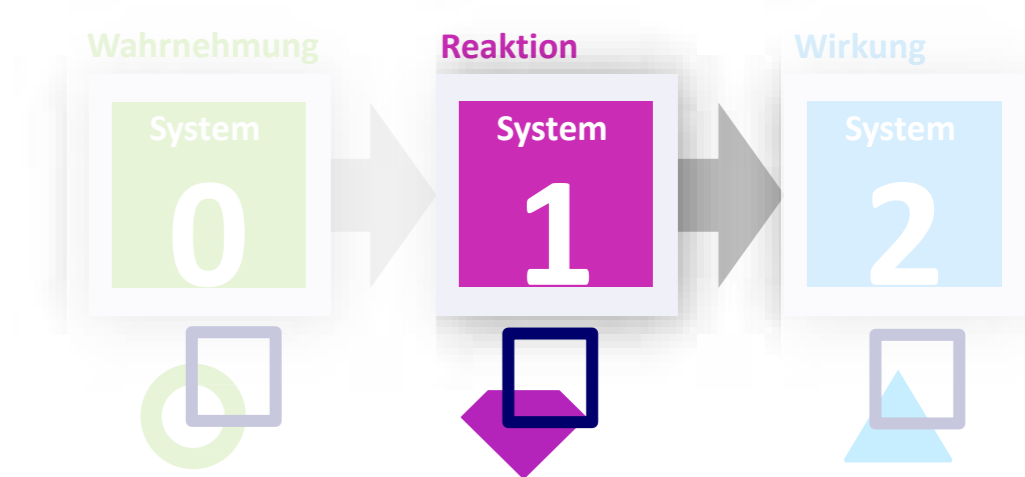 Wahrnehmung
Reaktion
Wirkung
System
0
System
1
System
2